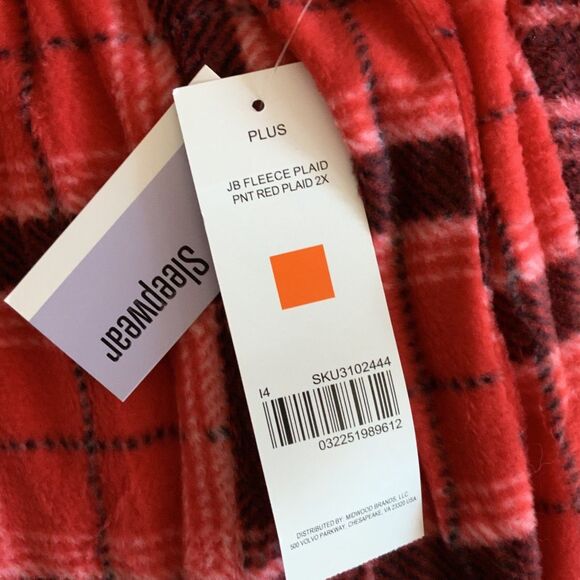 Sleepwear
PLUS
JB FLEECE PLAID
PNT RED PLAID 2X
I4
SKU3102444
032251989612
DISTRIBUTED BY: MIDWOOD BRANDS, LLC
500 VOLVO PARKWAY, CHESAPEAKE, VA 23320 USA